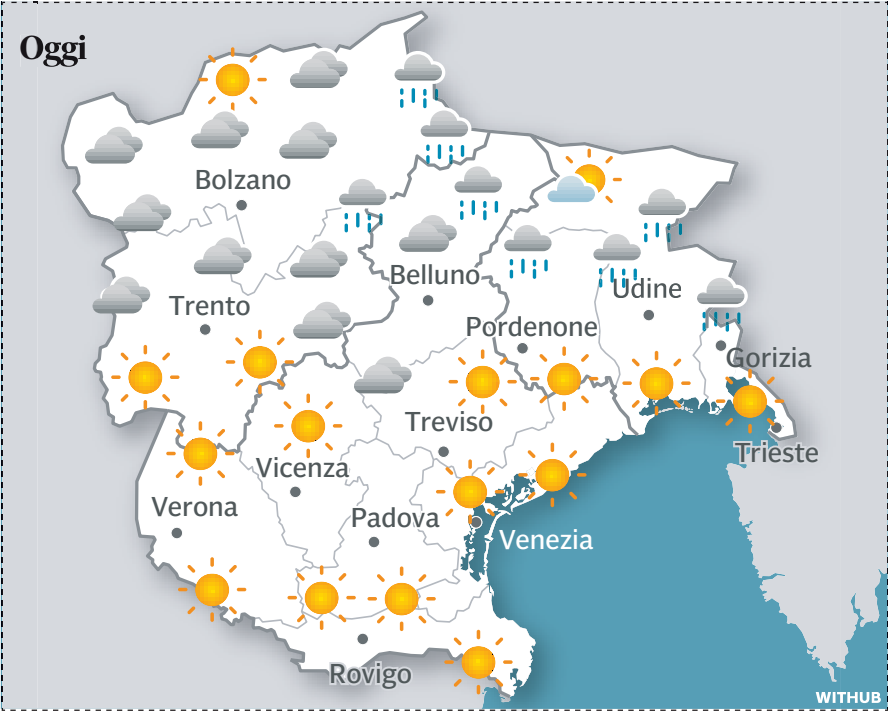 Oggi
Bolzano
Belluno
Trento
Udine
Pordenone
Gorizia
Treviso
Trieste
Vicenza
Verona
Padova
Venezia
Rovigo
WITHUB